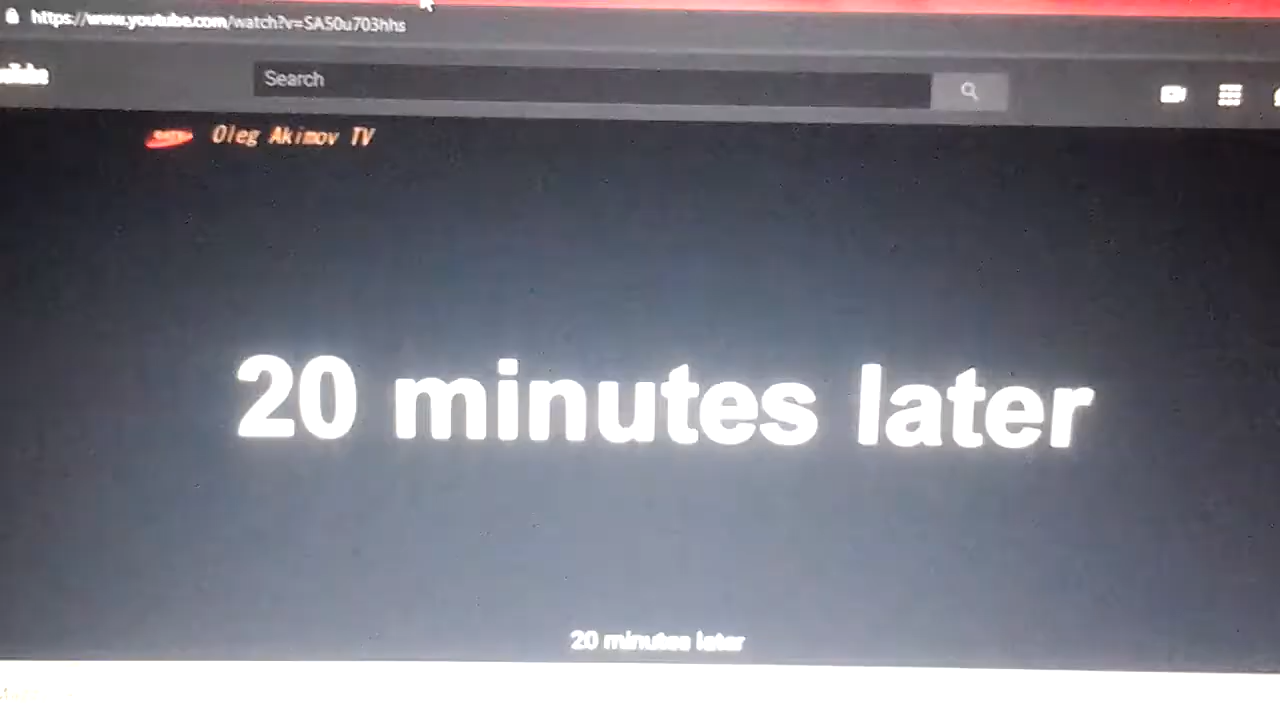 https://www.youtube.com/watch?v=SA50u703hhs
Search
Oleg Akimov TV
20 minutes later
20 minutes later